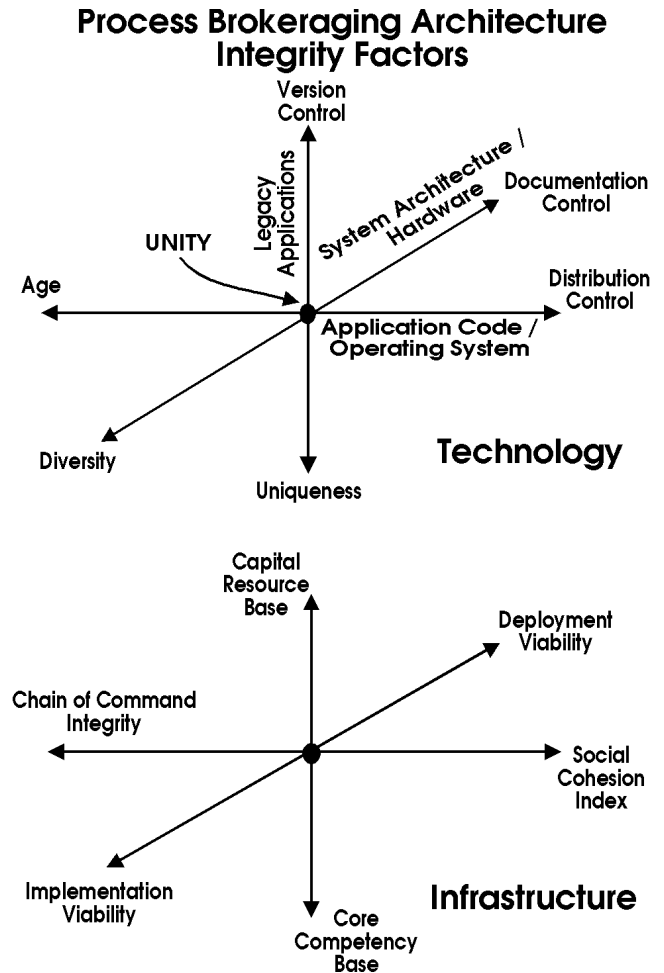 Process Brokeraging Architecture
Integrity Factors
Version
Control
Legacy
Applications
System Architecture /
Hardware
Documentation
Control
UNITY
Age
Distribution
Control
Application Code /
Operating System
Diversity
Technology
Uniqueness
Capital
Resource
Base
Deployment
Viability
Chain of Command
Integrity
Social
Cohesion
Index
Implementation
Viability
Infrastructure
Core
Competency
Base